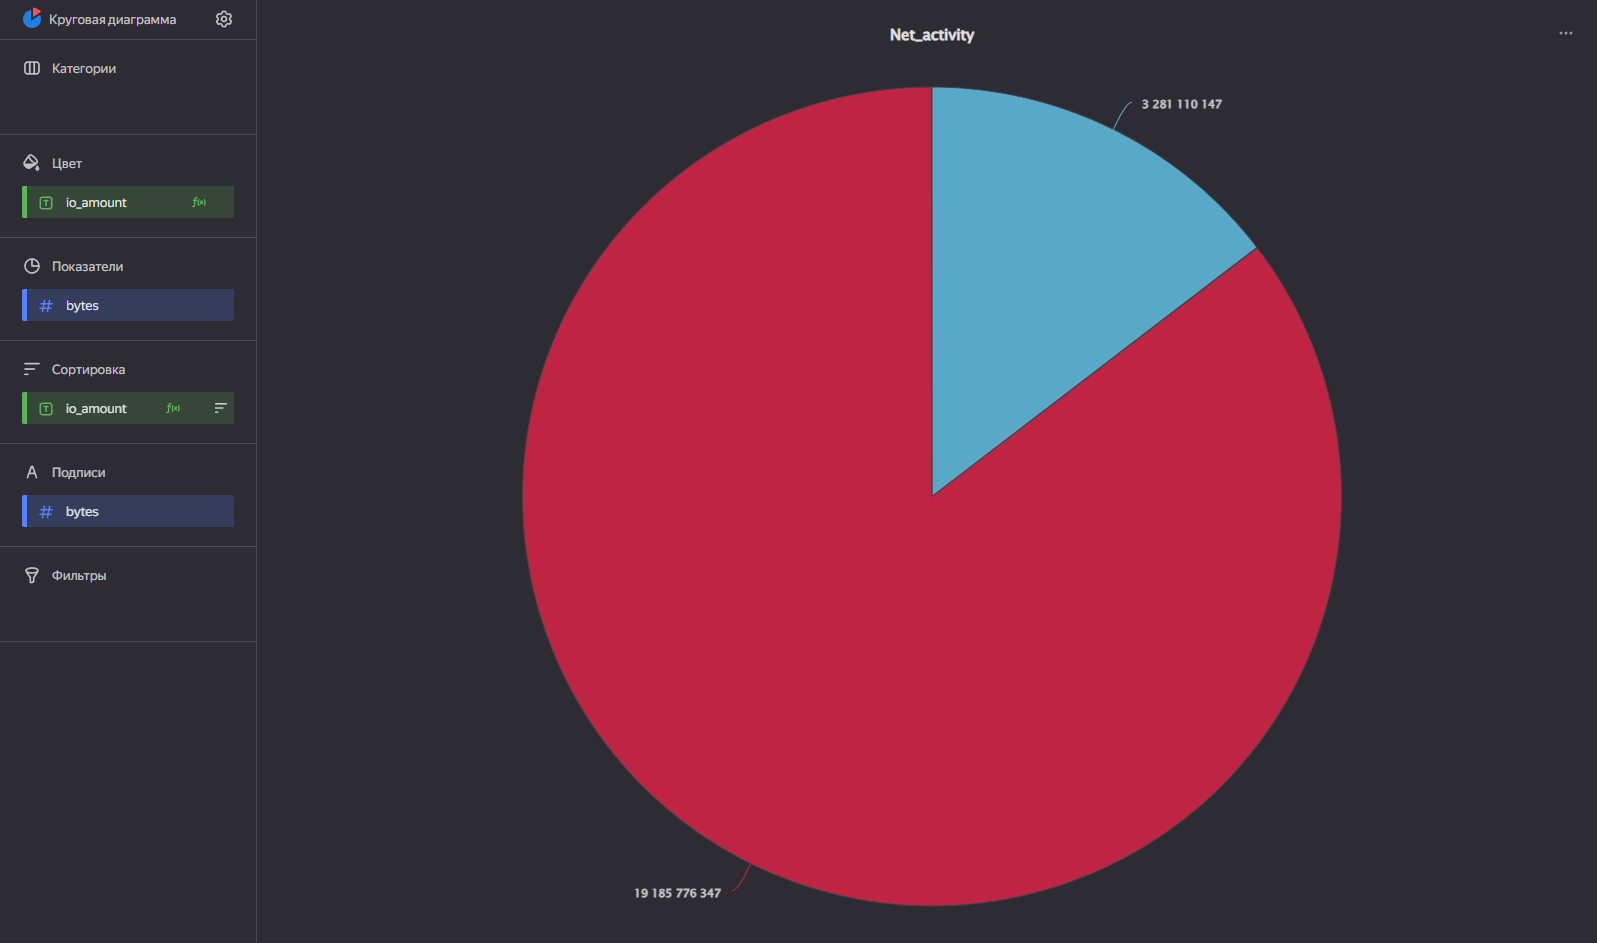 Круговая диаграмма
Категории
Цвет
T io_amount ƒ(x)
Показатели
# bytes
Сортировка
T io_amount ƒ(x)
A Подписи
# bytes
Фильтры
Net_activity
3 281 110 147
19 185 776 347